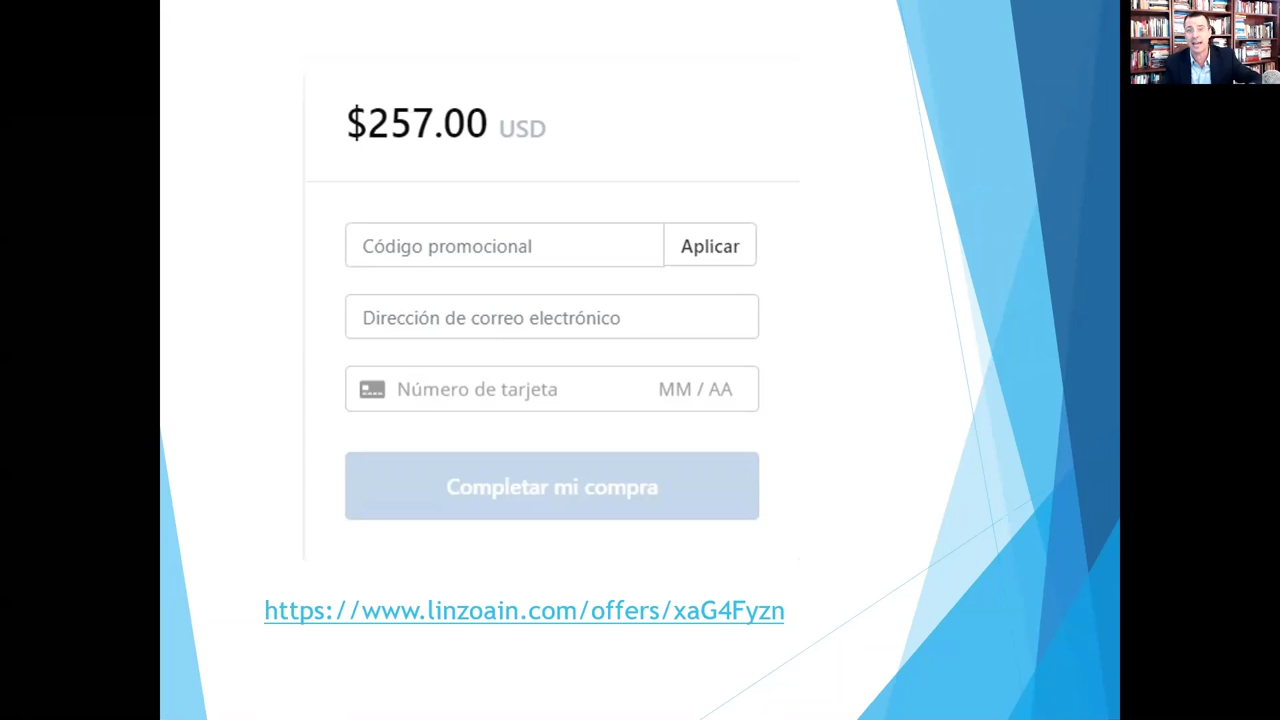 $257.00 USD
Código promocional Aplicar
Dirección de correo electrónico
Número de tarjeta MM / AA
Completar mi compra
https://www.linzoain.com/offers/xaG4Fyzn